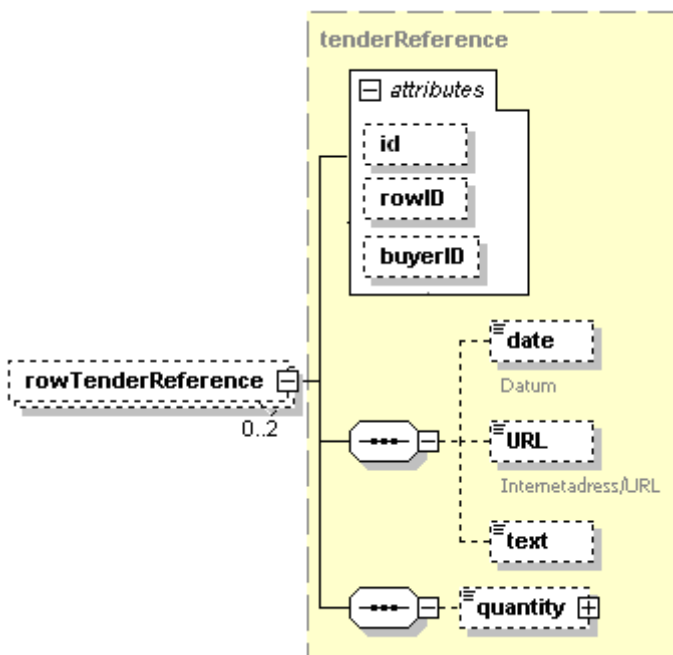 tenderReference
attributes
id
rowID
buyerID
date
Datum
rowTenderReference
0..2
URL
Internetadress/URL
text
quantity